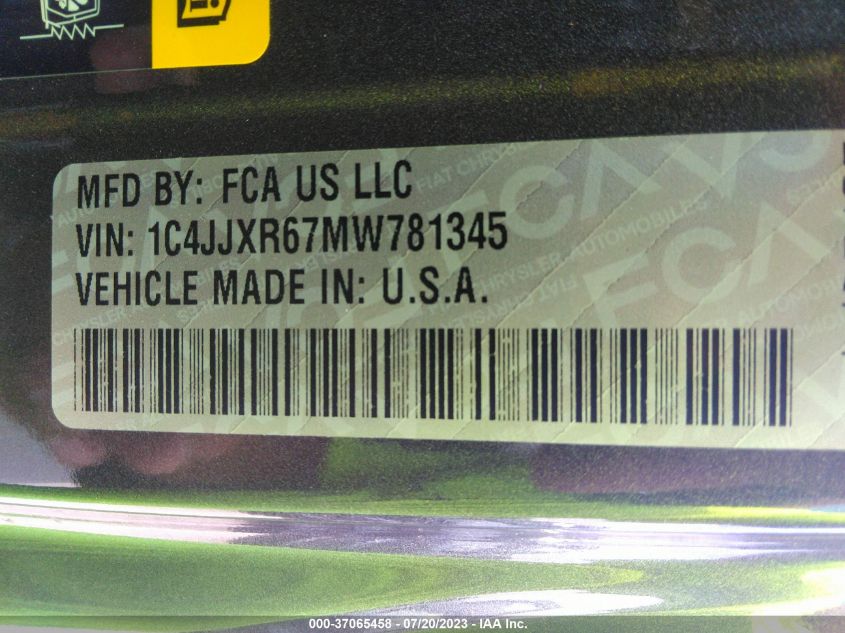 MFD BY: FCA US LLC
VIN: 1C4JJXR67MW781345
VEHICLE MADE IN: U.S.A.
000-37065458 - 07/20/2023 - IAA Inc.